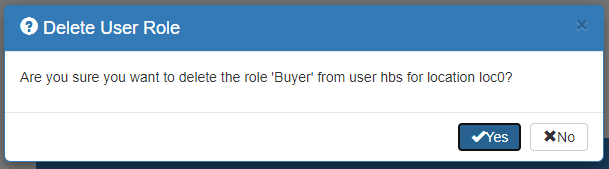 Delete User Role
Are you sure you want to delete the role 'Buyer' from user hbs for location loc0?
Yes
No